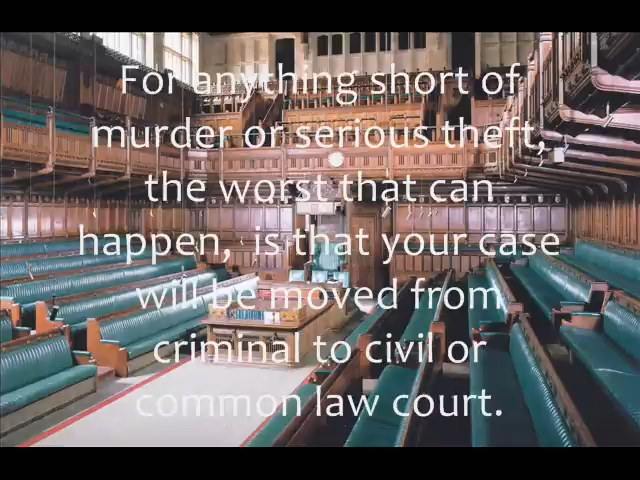 For anything short of
murder or serious theft,
the worst that can
happen, is that your case
will be moved from
criminal to civil or
common law court.